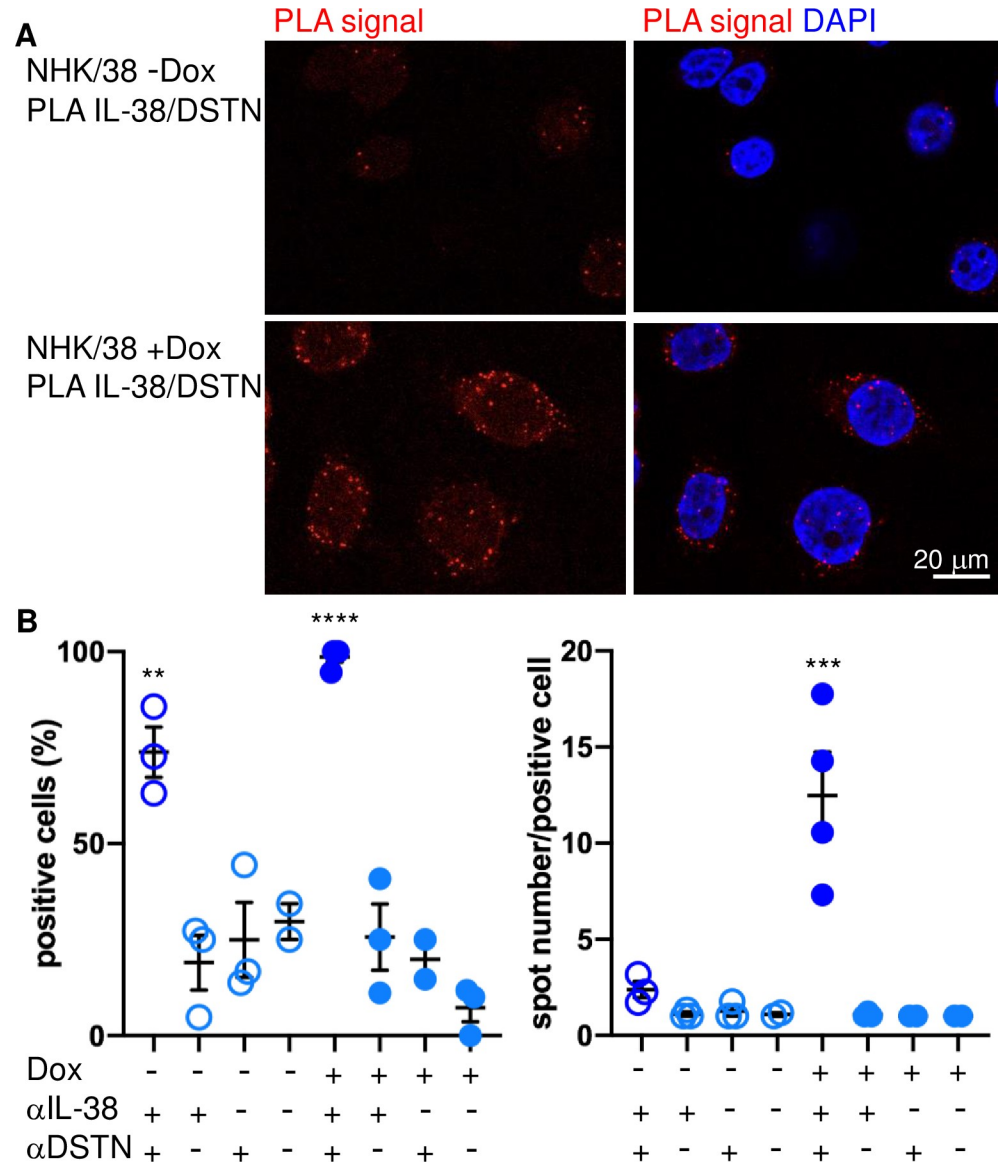 A
PLA signal
PLA signal DAPI
NHK/38 -Dox
PLA IL-38/DSTN
NHK/38 +Dox
PLA IL-38/DSTN
20 μm
B
positive cells (%)
100
50
0
**
****
spot number/positive cell
20
15
10
5
0
***
Dox - - - - + + + + - - - - + + + +
αIL-38 + + - - + + - - + + - - + + - -
αDSTN + - + - + - + - + - + - + - + -